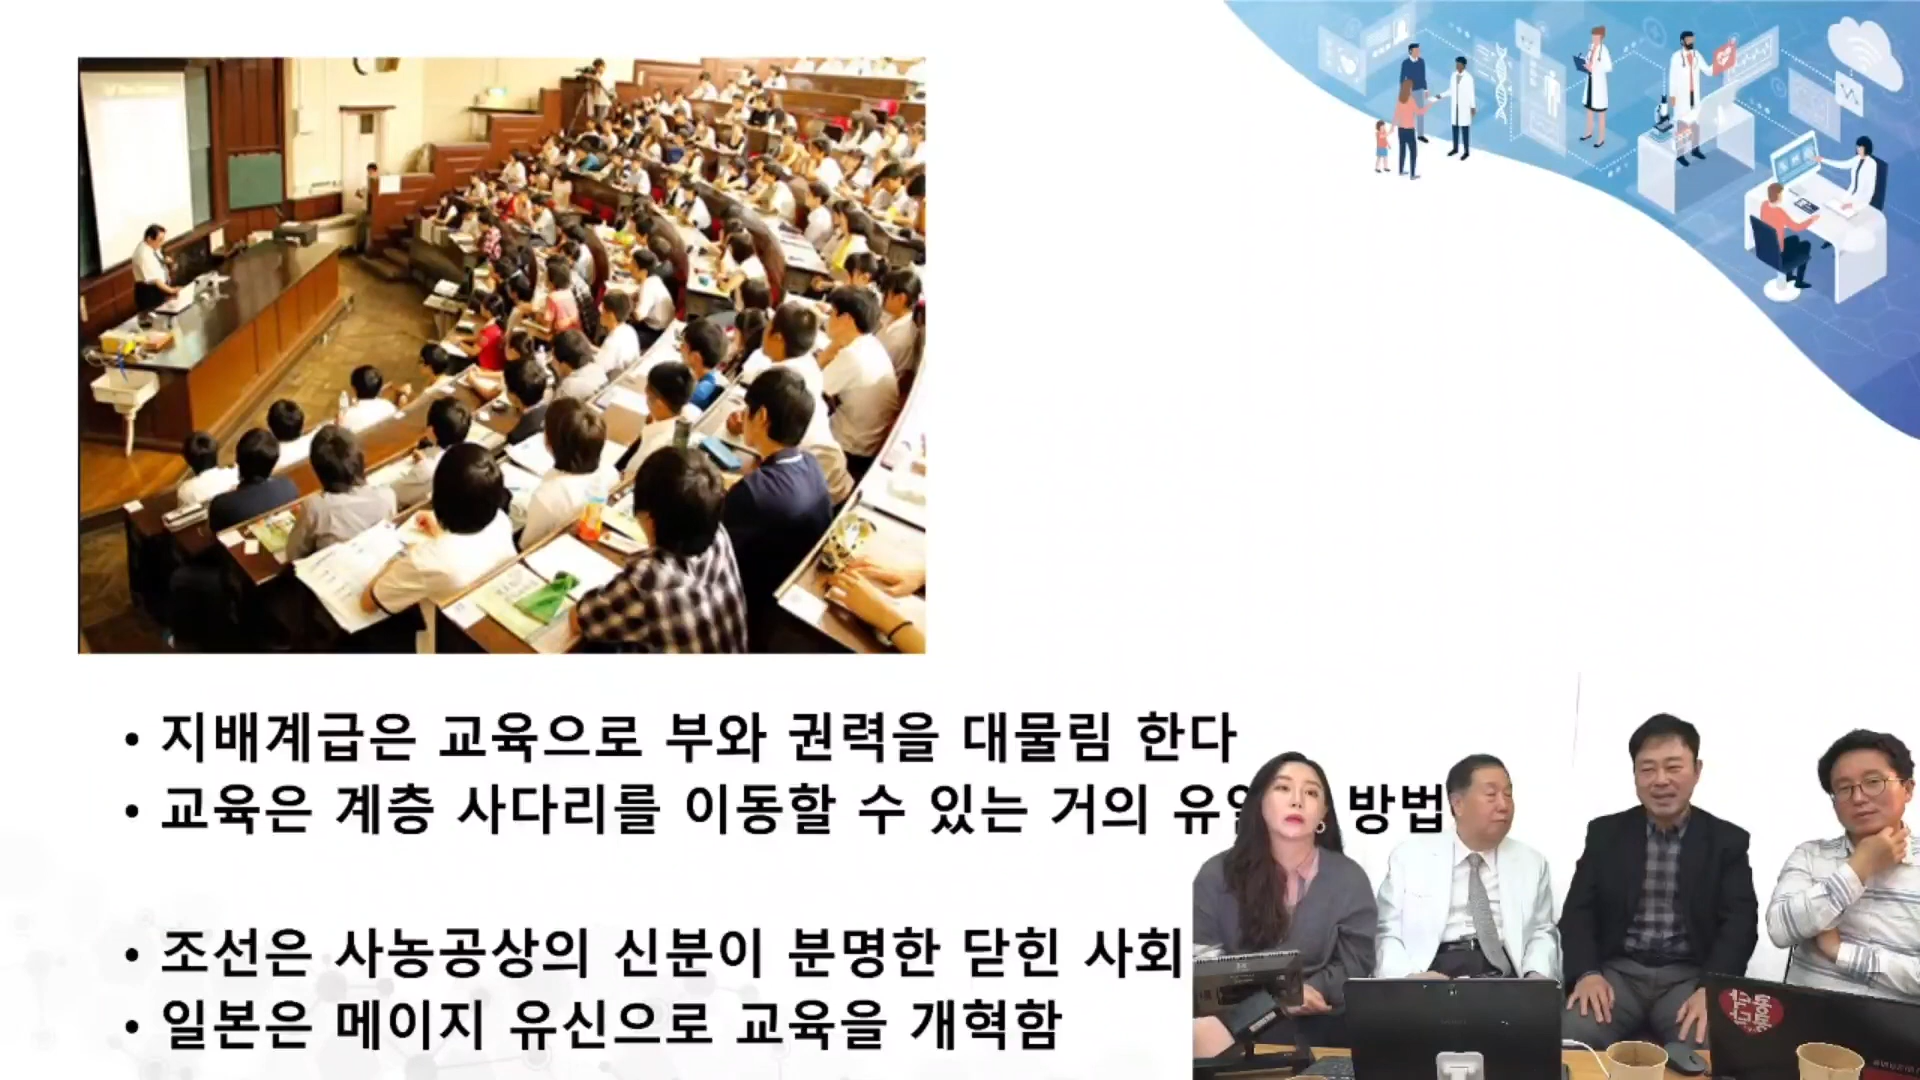 • 지배계급은 교육으로 부와 권력을 대물림 한다
• 교육은 계층 사다리를 이동할 수 있는 거의 방법
• 조선은 사농공상의 신분이 분명한 닫힌 사회
• 일본은 메이지 유신으로 교육을 개혁함